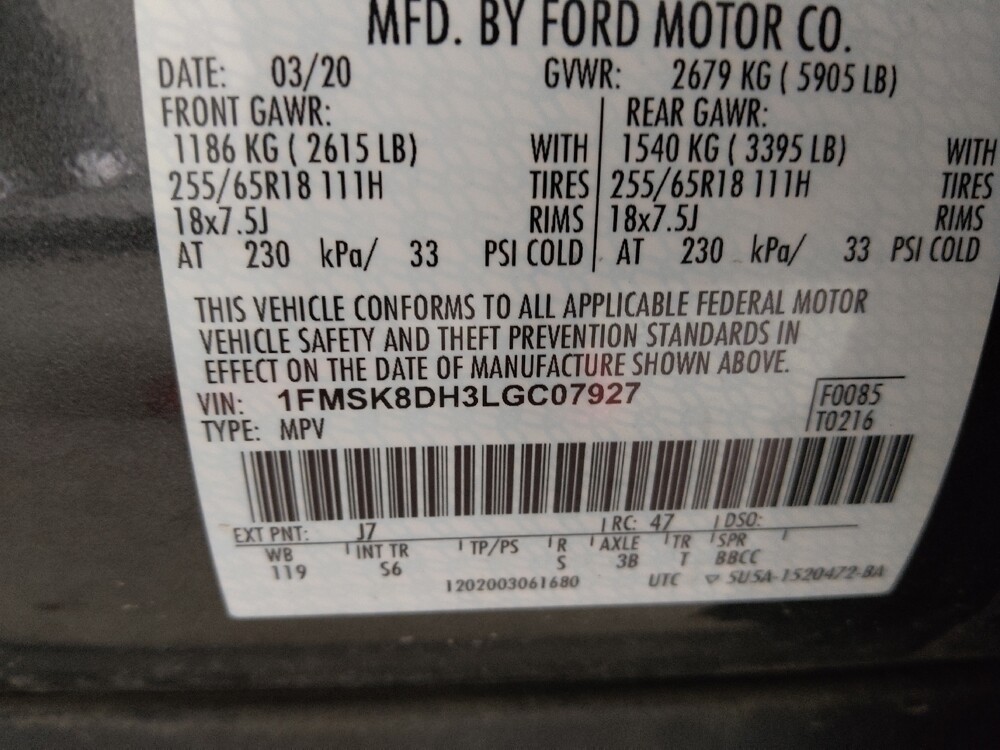 MFD. BY FORD MOTOR CO.
DATE: 03/20 GVWR: 2679 KG ( 5905 LB)
FRONT GAWR: REAR GAWR:
1186 KG ( 2615 LB) WITH 1540 KG ( 3395 LB) WITH
255/65R18 111H TIRES 255/65R18 111H TIRES
18x7.5J RIMS 18x7.5J RIMS
AT 230 kPa/ 33 PSI COLD AT 230 kPa/ 33 PSI COLD
THIS VEHICLE CONFORMS TO ALL APPLICABLE FEDERAL MOTOR
VEHICLE SAFETY AND THEFT PREVENTION STANDARDS IN
EFFECT ON THE DATE OF MANUFACTURE SHOWN ABOVE.
VIN: 1FMSK8DH3LGC07927 F0085
TYPE: MPV T0216
EXT PNT: J7 RC: 47 DSO:
WB INT TR TP/PS R AXLE TR SPR
119 S6 S 3B T BBCC
1202003061680 UTC ▽ SU5A-1520472-BA